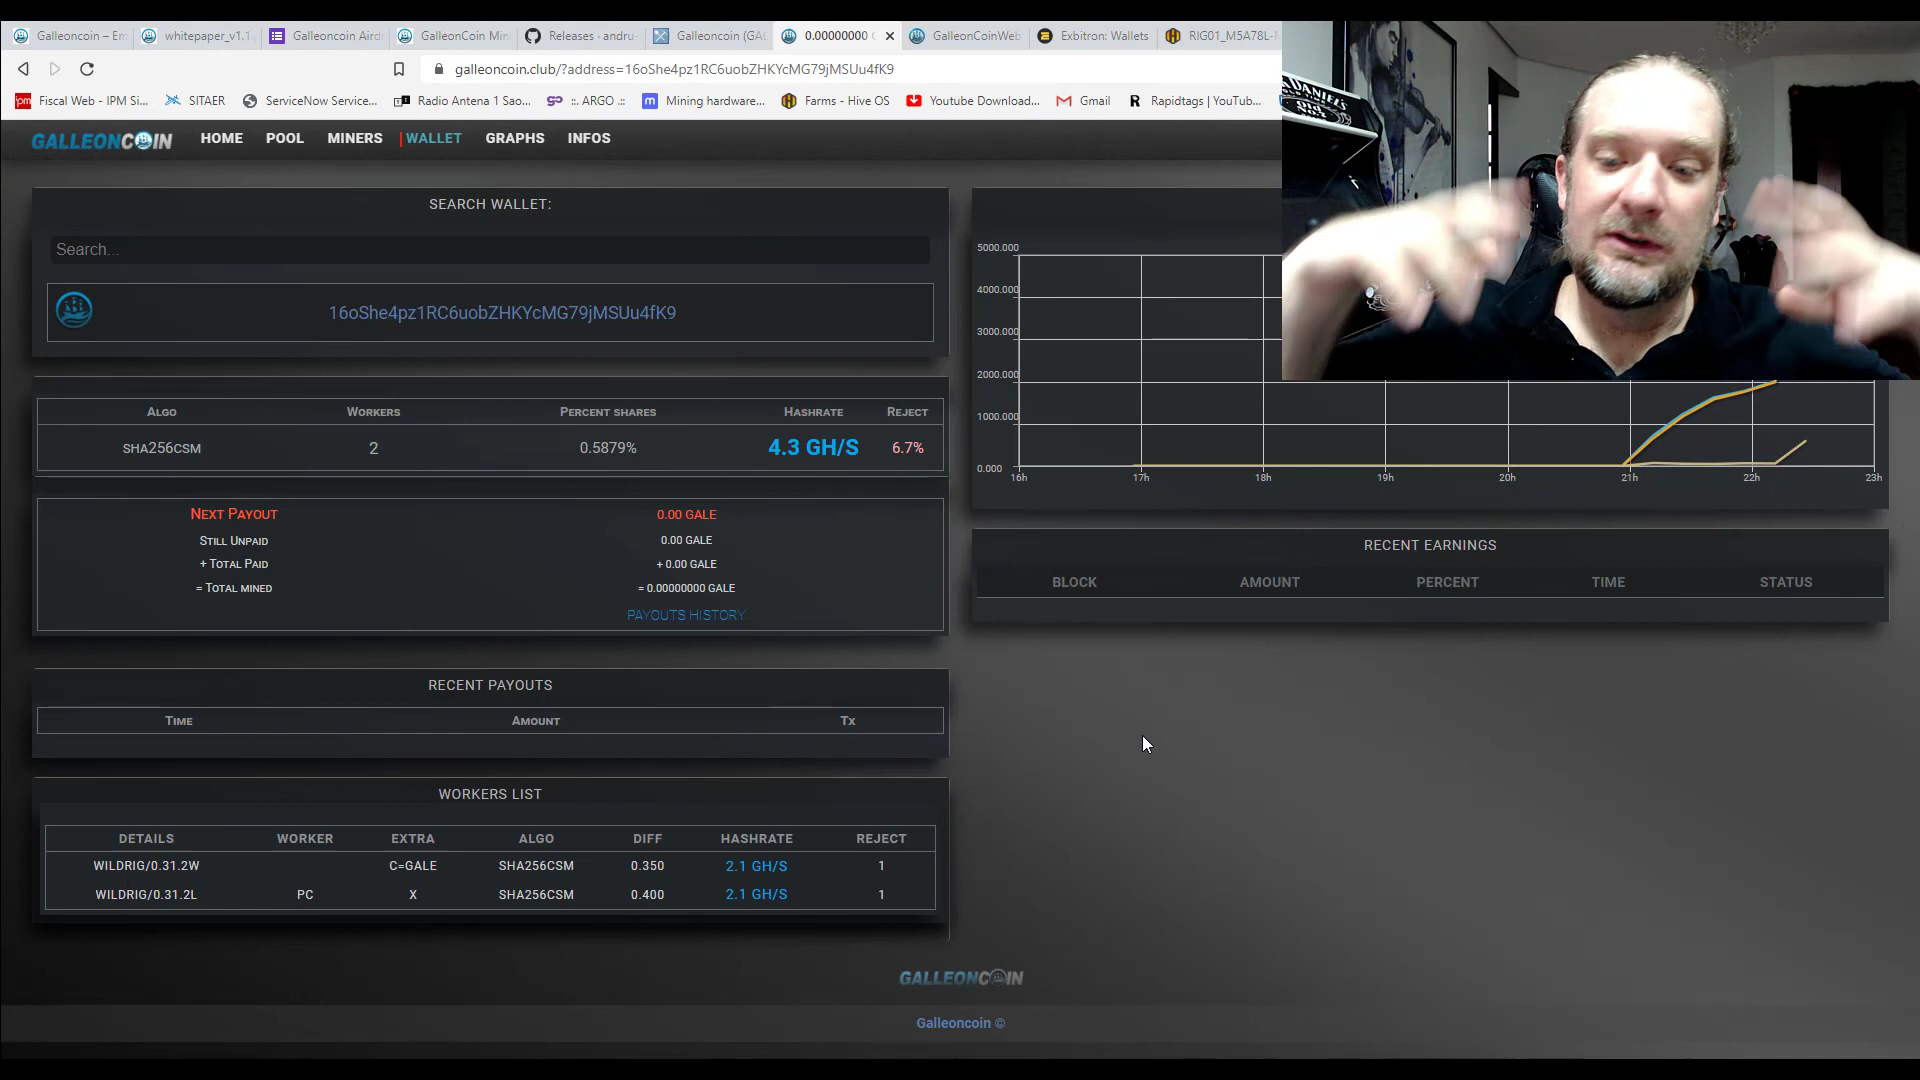 Galleoncoin – Em
whitepaper_v1.1
Galleoncoin Aird
GalleonCoin Min
Releases · andru-
Galleoncoin (GAL
0.00000000
GalleonCoinWeb
Exbitron: Wallets
RIG01_M5A78L-M
galleoncoin.club/?address=16oShe4pz1RC6uobZHKYcMG79jMSUu4fK9
Fiscal Web - IPM Si...
SITAER
ServiceNow Service...
Radio Antena 1 Sao...
:. ARGO .::
Mining hardware...
Farms - Hive OS
Youtube Download...
Gmail
Rapidtags | YouTub...
GALLEONCOIN HOME POOL MINERS WALLET GRAPHS INFOS
SEARCH WALLET:
Search...
16oShe4pz1RC6uobZHKYcMG79jMSUu4fK9
ALGO WORKERS PERCENT SHARES HASHRATE REJECT
SHA256CSM 2 0.5879% 4.3 GH/S 6.7%
NEXT PAYOUT 0.00 GALE
STILL UNPAID 0.00 GALE
+ TOTAL PAID + 0.00 GALE
= TOTAL MINED = 0.00000000 GALE
PAYOUTS HISTORY
RECENT PAYOUTS
TIME AMOUNT TX
WORKERS LIST
DETAILS WORKER EXTRA ALGO DIFF HASHRATE REJECT
WILDRIG/0.31.2W C=GALE SHA256CSM 0.350 2.1 GH/S 1
WILDRIG/0.31.2L PC X SHA256CSM 0.400 2.1 GH/S 1
5000.000
4000.000
3000.000
2000.000
1000.000
0.000
16h 17h 18h 19h 20h 21h 22h 23h
RECENT EARNINGS
BLOCK AMOUNT PERCENT TIME STATUS
GALLEONCOIN
Galleoncoin ©